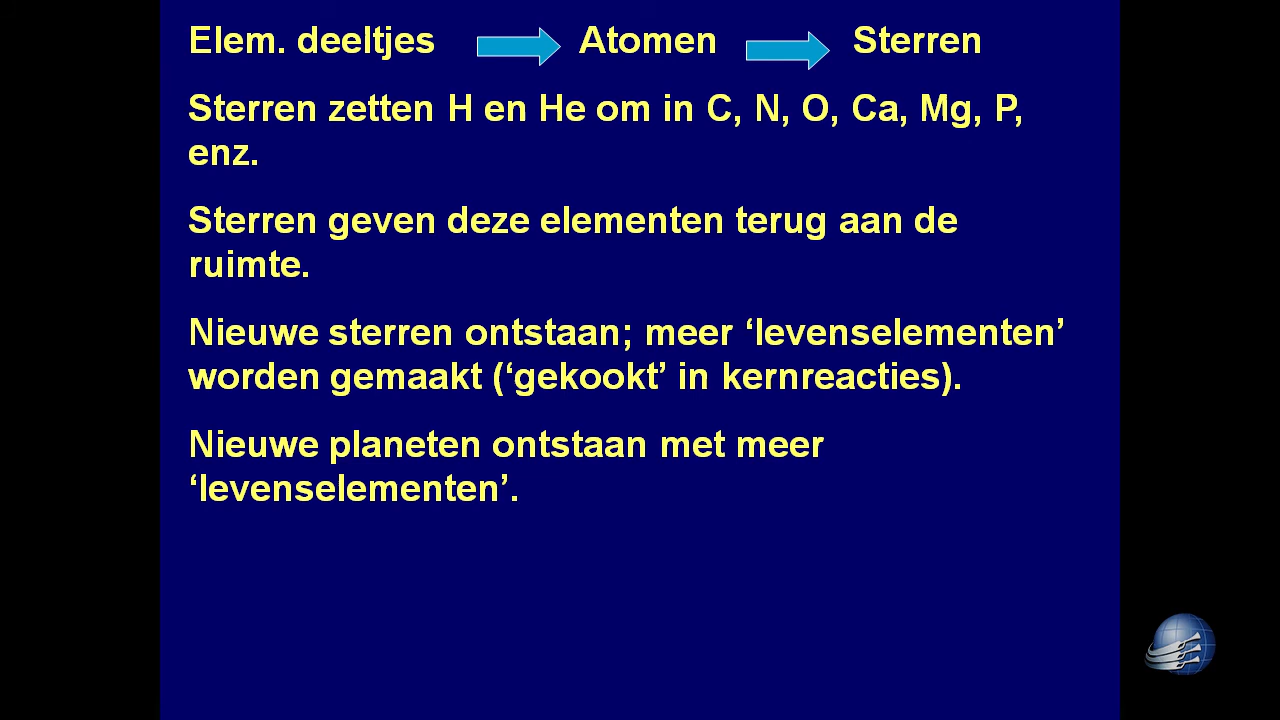 Elem. deeltjes Atomen Sterren
Sterren zetten H en He om in C, N, O, Ca, Mg, P,
enz.
Sterren geven deze elementen terug aan de
ruimte.
Nieuwe sterren ontstaan; meer ‘levenselementen’
worden gemaakt (‘gekookt’ in kernreacties).
Nieuwe planeten ontstaan met meer
‘levenselementen’.